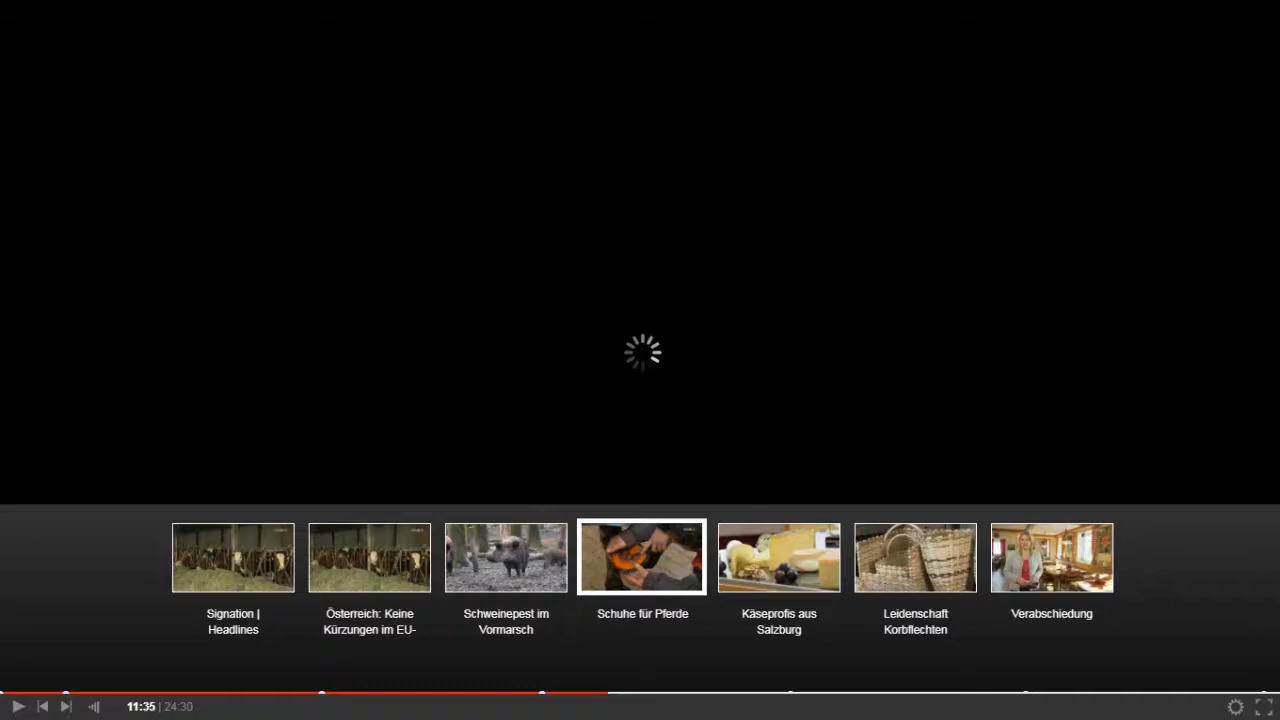 Signation |
Headlines
Österreich: Keine
Kürzungen im EU-
Schweinepest im
Vormarsch
Schuhe für Pferde
Käseprofis aus
Salzburg
Leidenschaft
Korbflechten
Verabschiedung
11:35 | 24:30